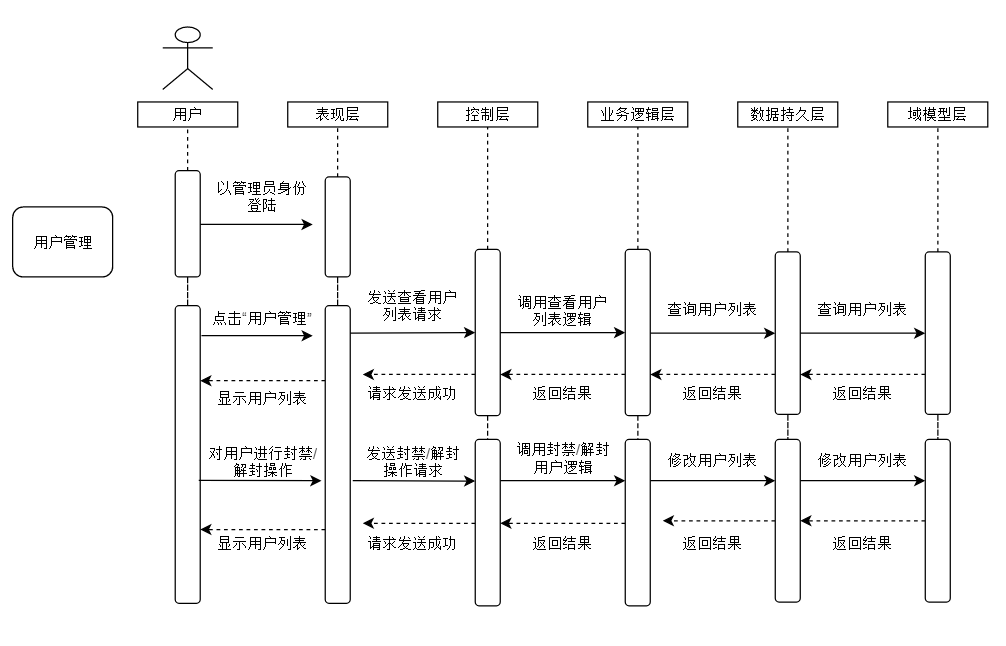 用户
表现层
控制层
业务逻辑层
数据持久层
域模型层
以管理员身份
登陆
用户管理
点击“用户管理”
发送查看用户
列表请求
调用查看用户
列表逻辑
查询用户列表
查询用户列表
显示用户列表
请求发送成功
返回结果
返回结果
返回结果
对用户进行封禁/
解封操作
发送封禁/解封
操作请求
调用封禁/解封
用户逻辑
修改用户列表
修改用户列表
显示用户列表
请求发送成功
返回结果
返回结果
返回结果